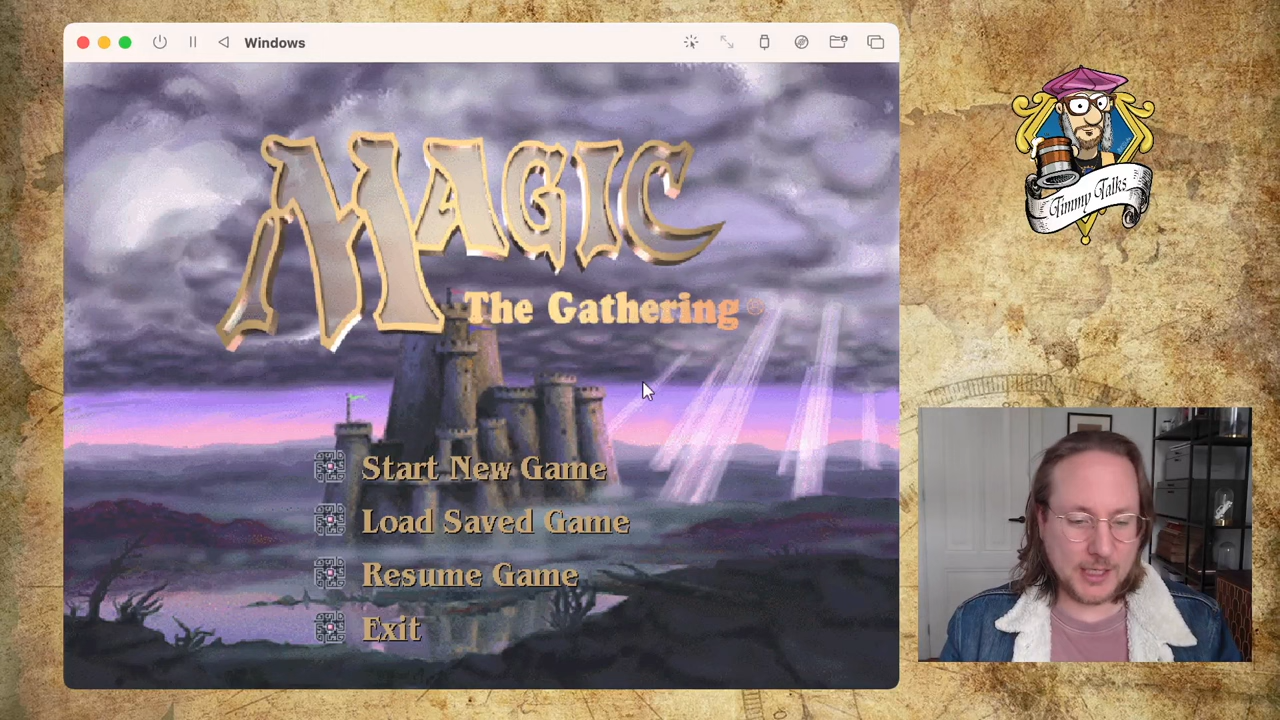 Windows
MAGIC
The Gathering®
Timmy Talks
Start New Game
Load Saved Game
Resume Game
Exit